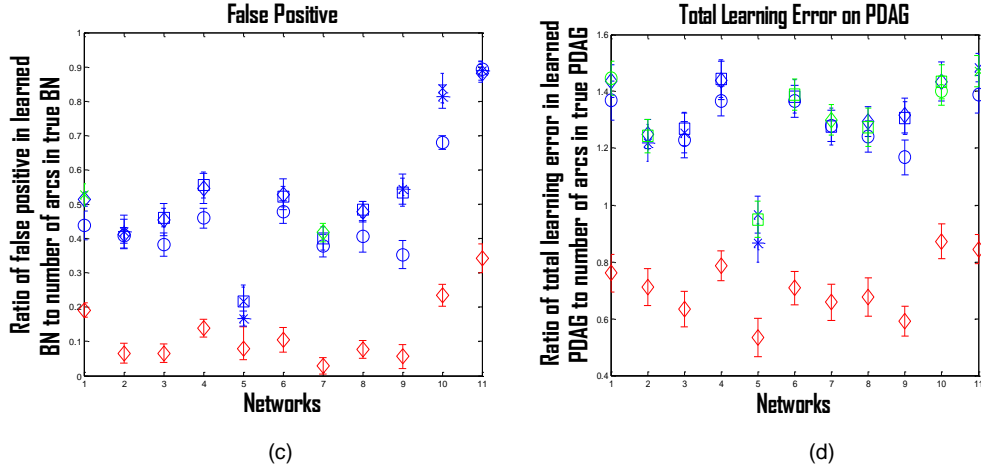 False Positive
Ratio of false positive in learned
BN to number of arcs in true BN
1
0.9
0.8
0.7
0.6
0.5
0.4
0.3
0.2
0.1
0
1 2 3 4 5 6 7 8 9 10 11
Networks
(c)
Total Learning Error on PDAG
Ratio of total learning error in learned
PDAG to number of arcs in true PDAG
1.6
1.4
1.2
1
0.8
0.6
0.4
1 2 3 4 5 6 7 8 9 10 11
Networks
(d)